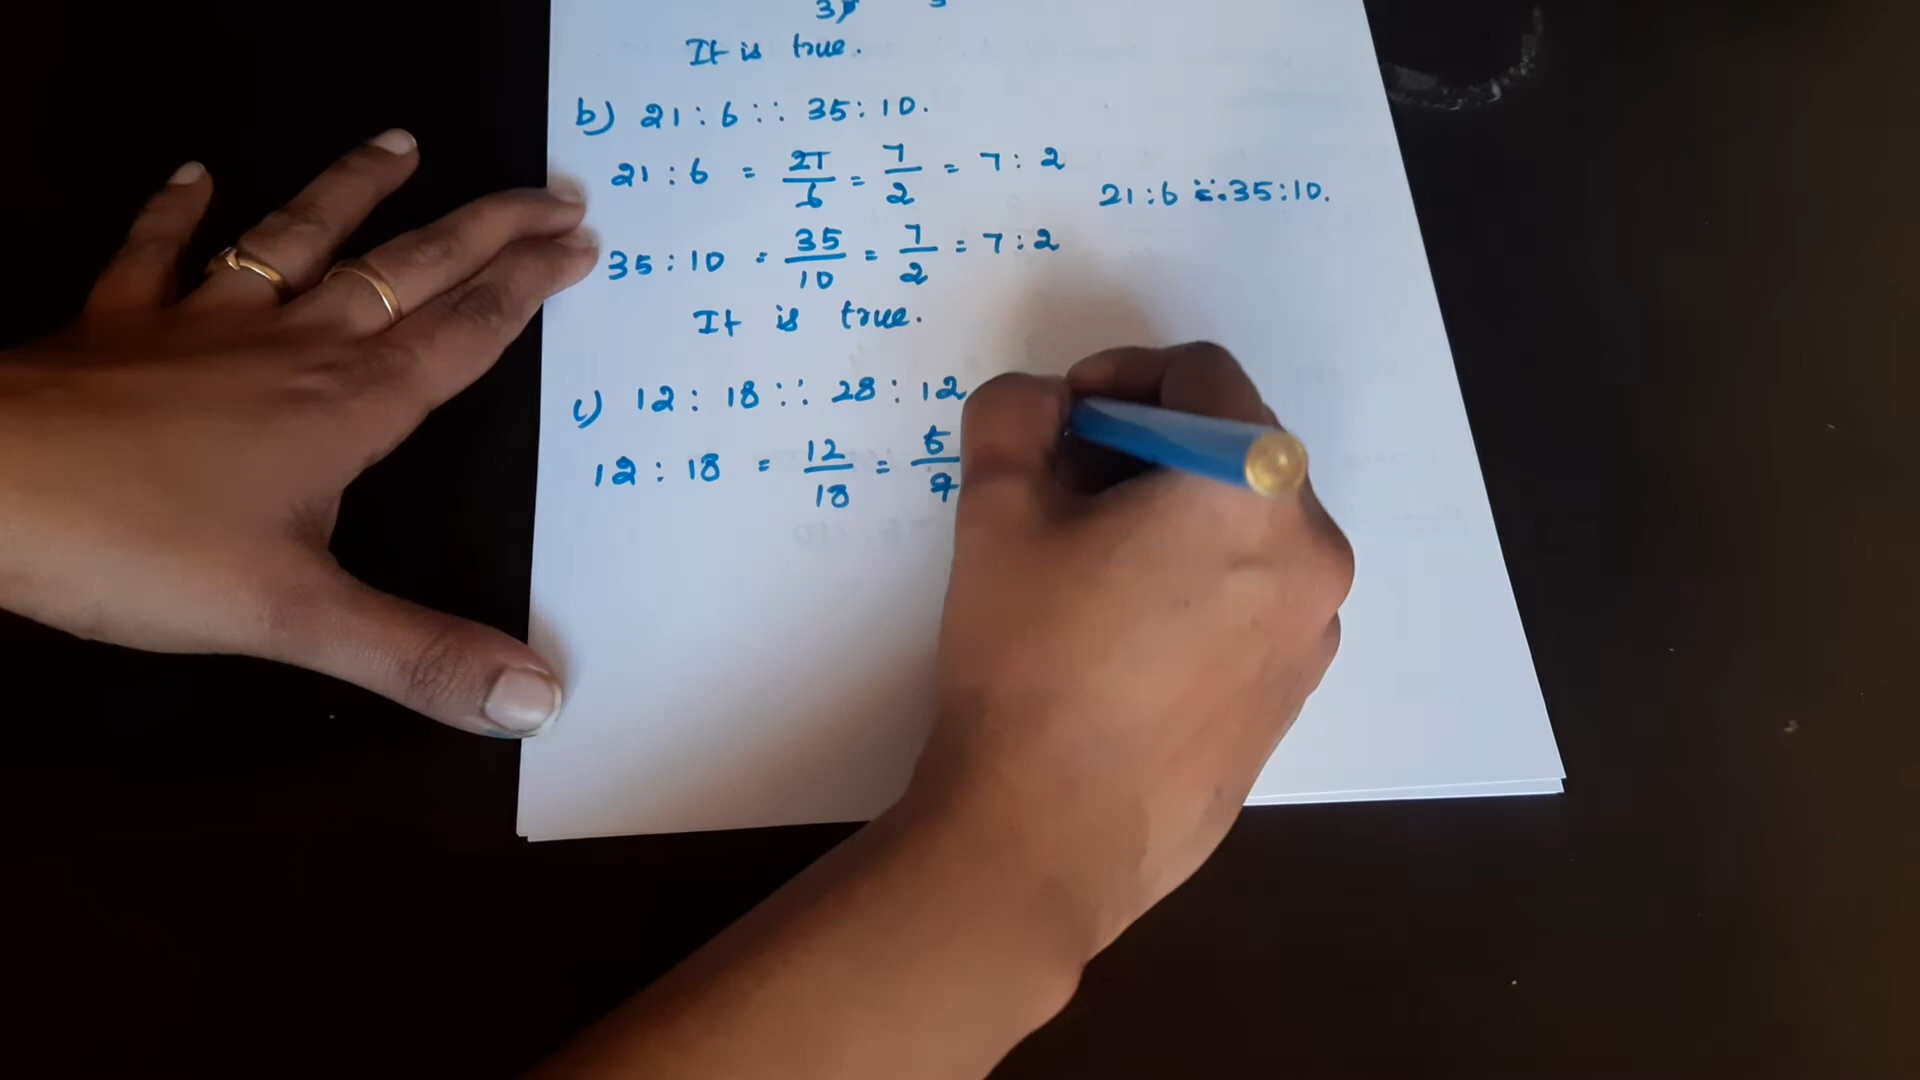 It is true.
b) 21 : 6 :: 35 : 10.
21 : 6 = 21/6 = 7/2 = 7 : 2
21 : 6 :: 35 : 10.
35 : 10 = 35/10 = 7/2 = 7 : 2
It is true.
c) 12 : 18 :: 28 : 12
12 : 18 = 12/18 = 6/9